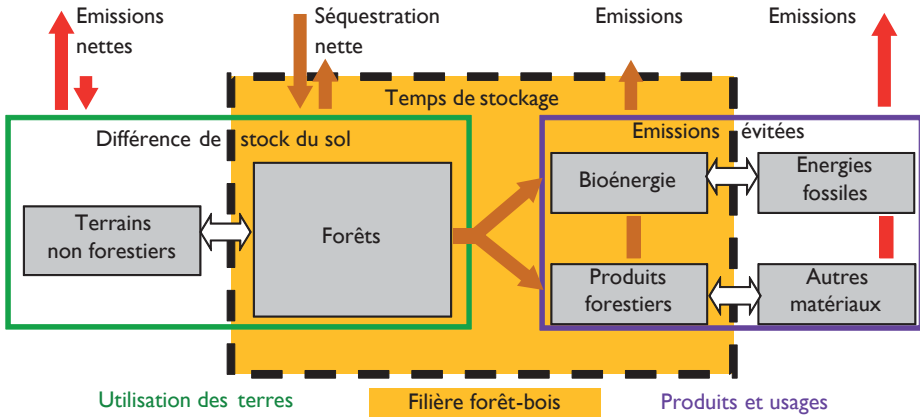 Emissions
nettes
Séquestration
nette
Emissions
Emissions
Temps de stockage
Différence de stock du sol
Emissions évitées
Terrains
non forestiers
Forêts
Bioénergie
Energies
fossiles
Produits
forestiers
Autres
matériaux
Utilisation des terres
Filière forêt-bois
Produits et usages